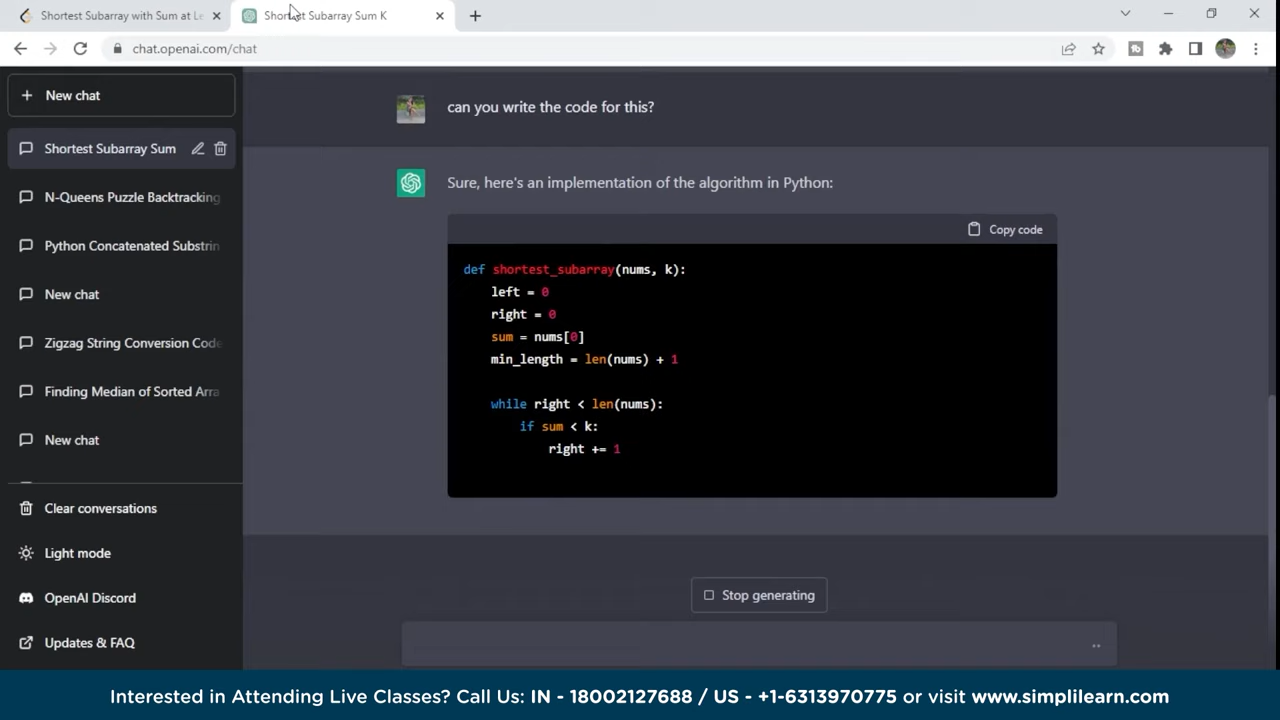 Shortest Subarray with Sum at Le
Shortest Subarray Sum K
chat.openai.com/chat
New chat
Shortest Subarray Sum
N-Queens Puzzle Backtracking
Python Concatenated Substrin
New chat
Zigzag String Conversion Code
Finding Median of Sorted Arra
New chat
Clear conversations
Light mode
OpenAI Discord
Updates & FAQ
can you write the code for this?
Sure, here's an implementation of the algorithm in Python:
Copy code
def shortest_subarray(nums, k):
left = 0
right = 0
sum = nums[0]
min_length = len(nums) + 1
while right < len(nums):
if sum < k:
right += 1
Stop generating
Interested in Attending Live Classes? Call Us: IN - 18002127688 / US - +1-6313970775 or visit www.simplilearn.com